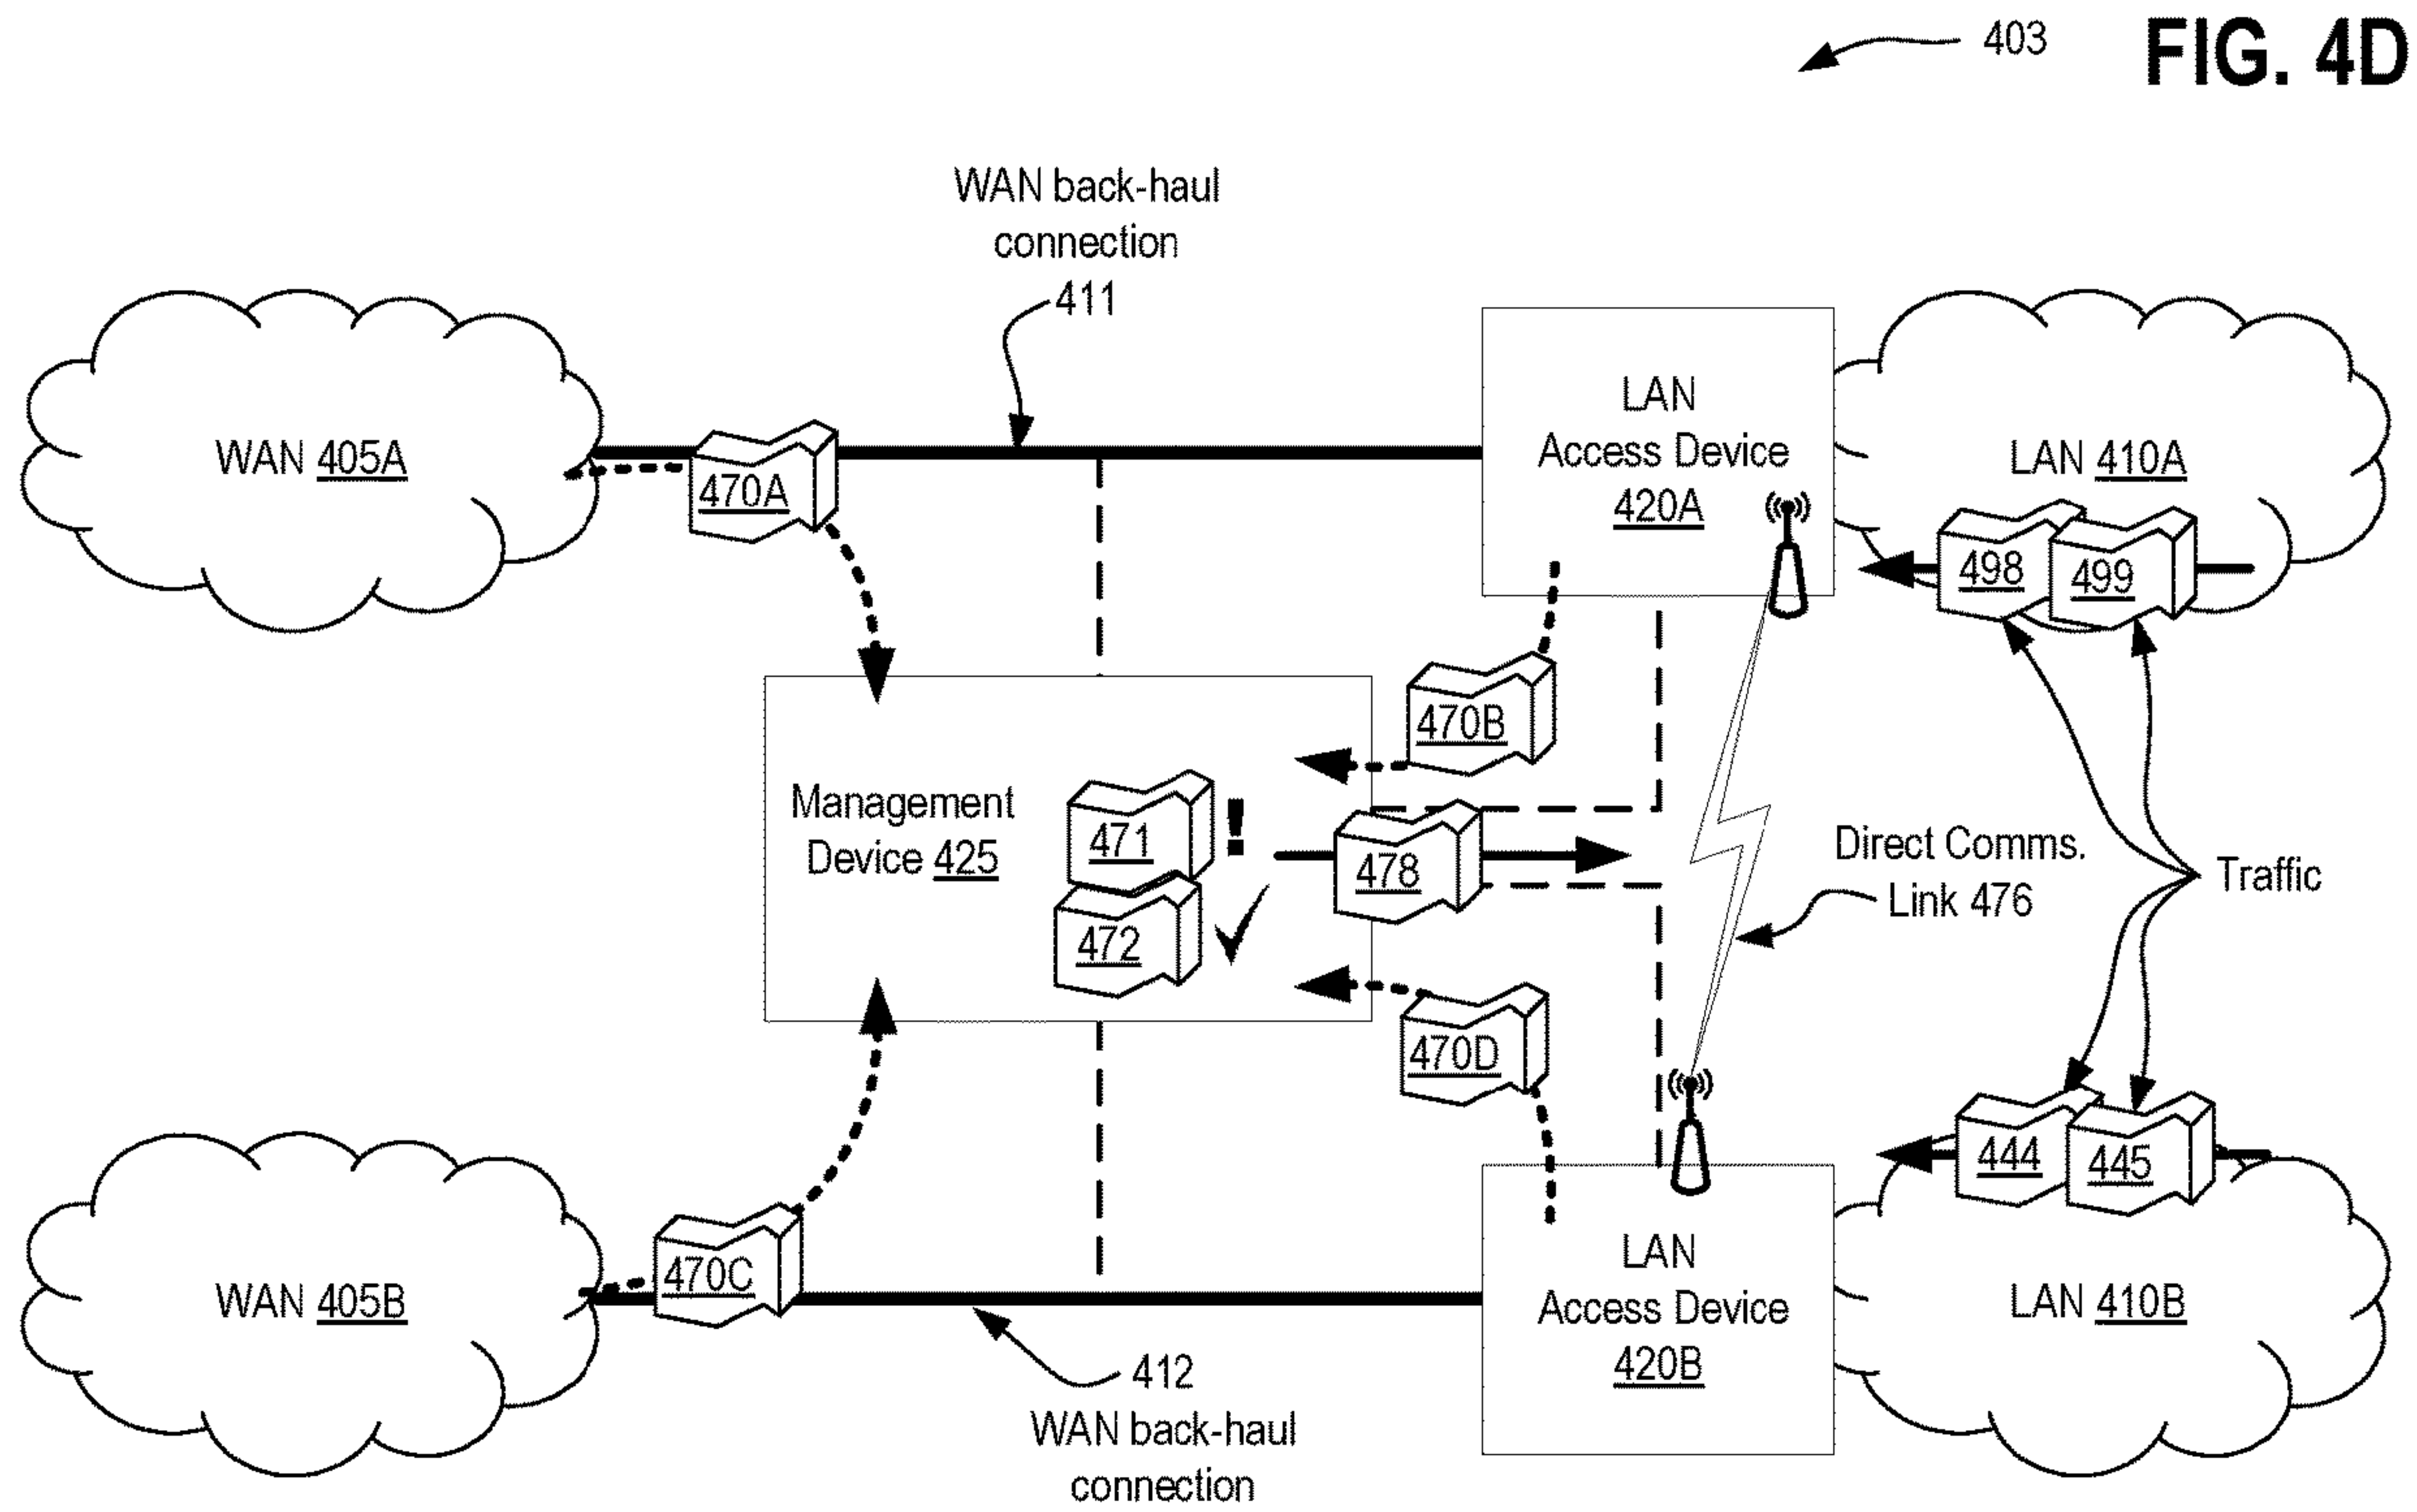 403
FIG. 4D
WAN back-haul
connection
411
WAN 405A
470A
LAN
Access Device
420A
LAN 410A
498
499
470B
Management
Device 425
471
!
472
478
Direct Comms.
Link 476
Traffic
470D
444
445
WAN 405B
470C
LAN
Access Device
420B
LAN 410B
412
WAN back-haul
connection